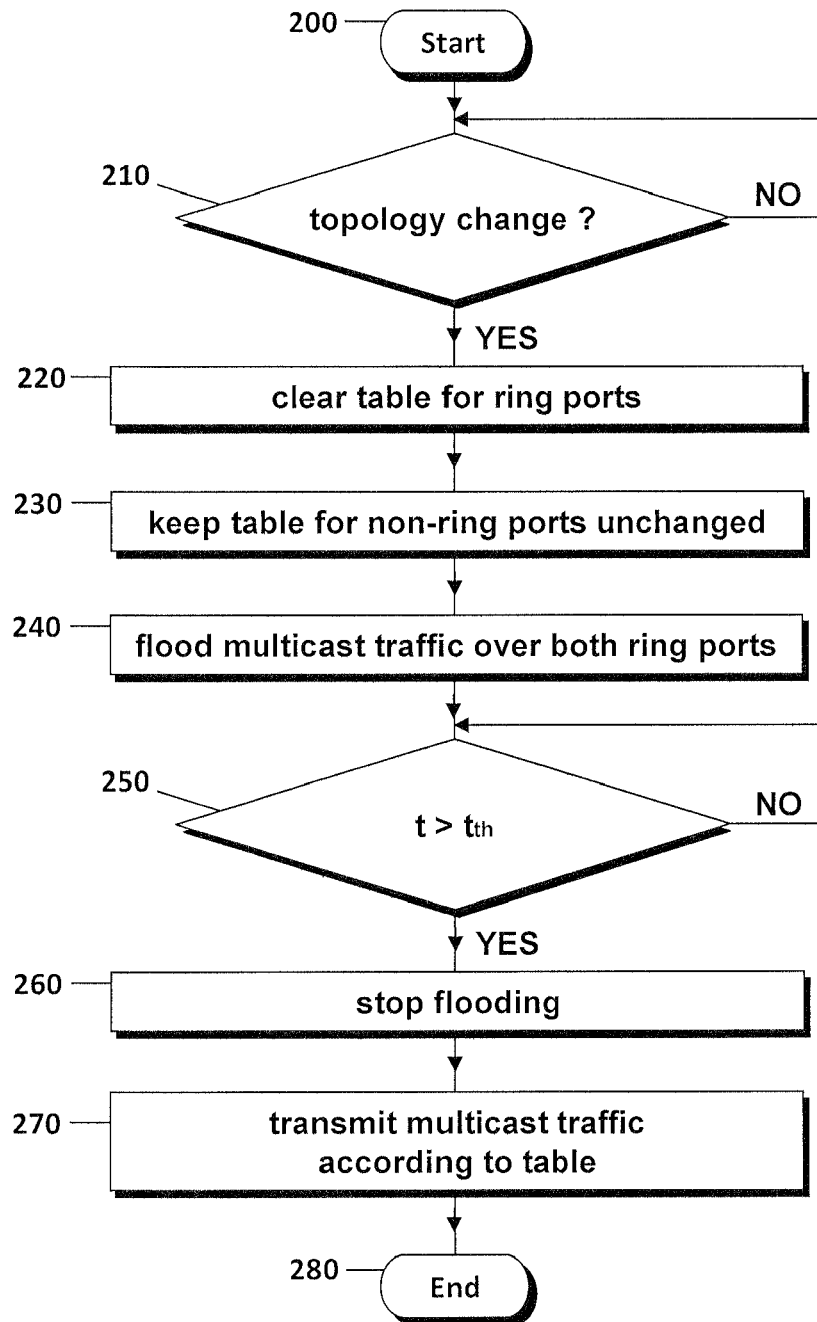 200
Start
210
topology change ?
NO
YES
220
clear table for ring ports
230
keep table for non-ring ports unchanged
240
flood multicast traffic over both ring ports
250
t > tth
NO
YES
260
stop flooding
270
transmit multicast traffic
according to table
280
End